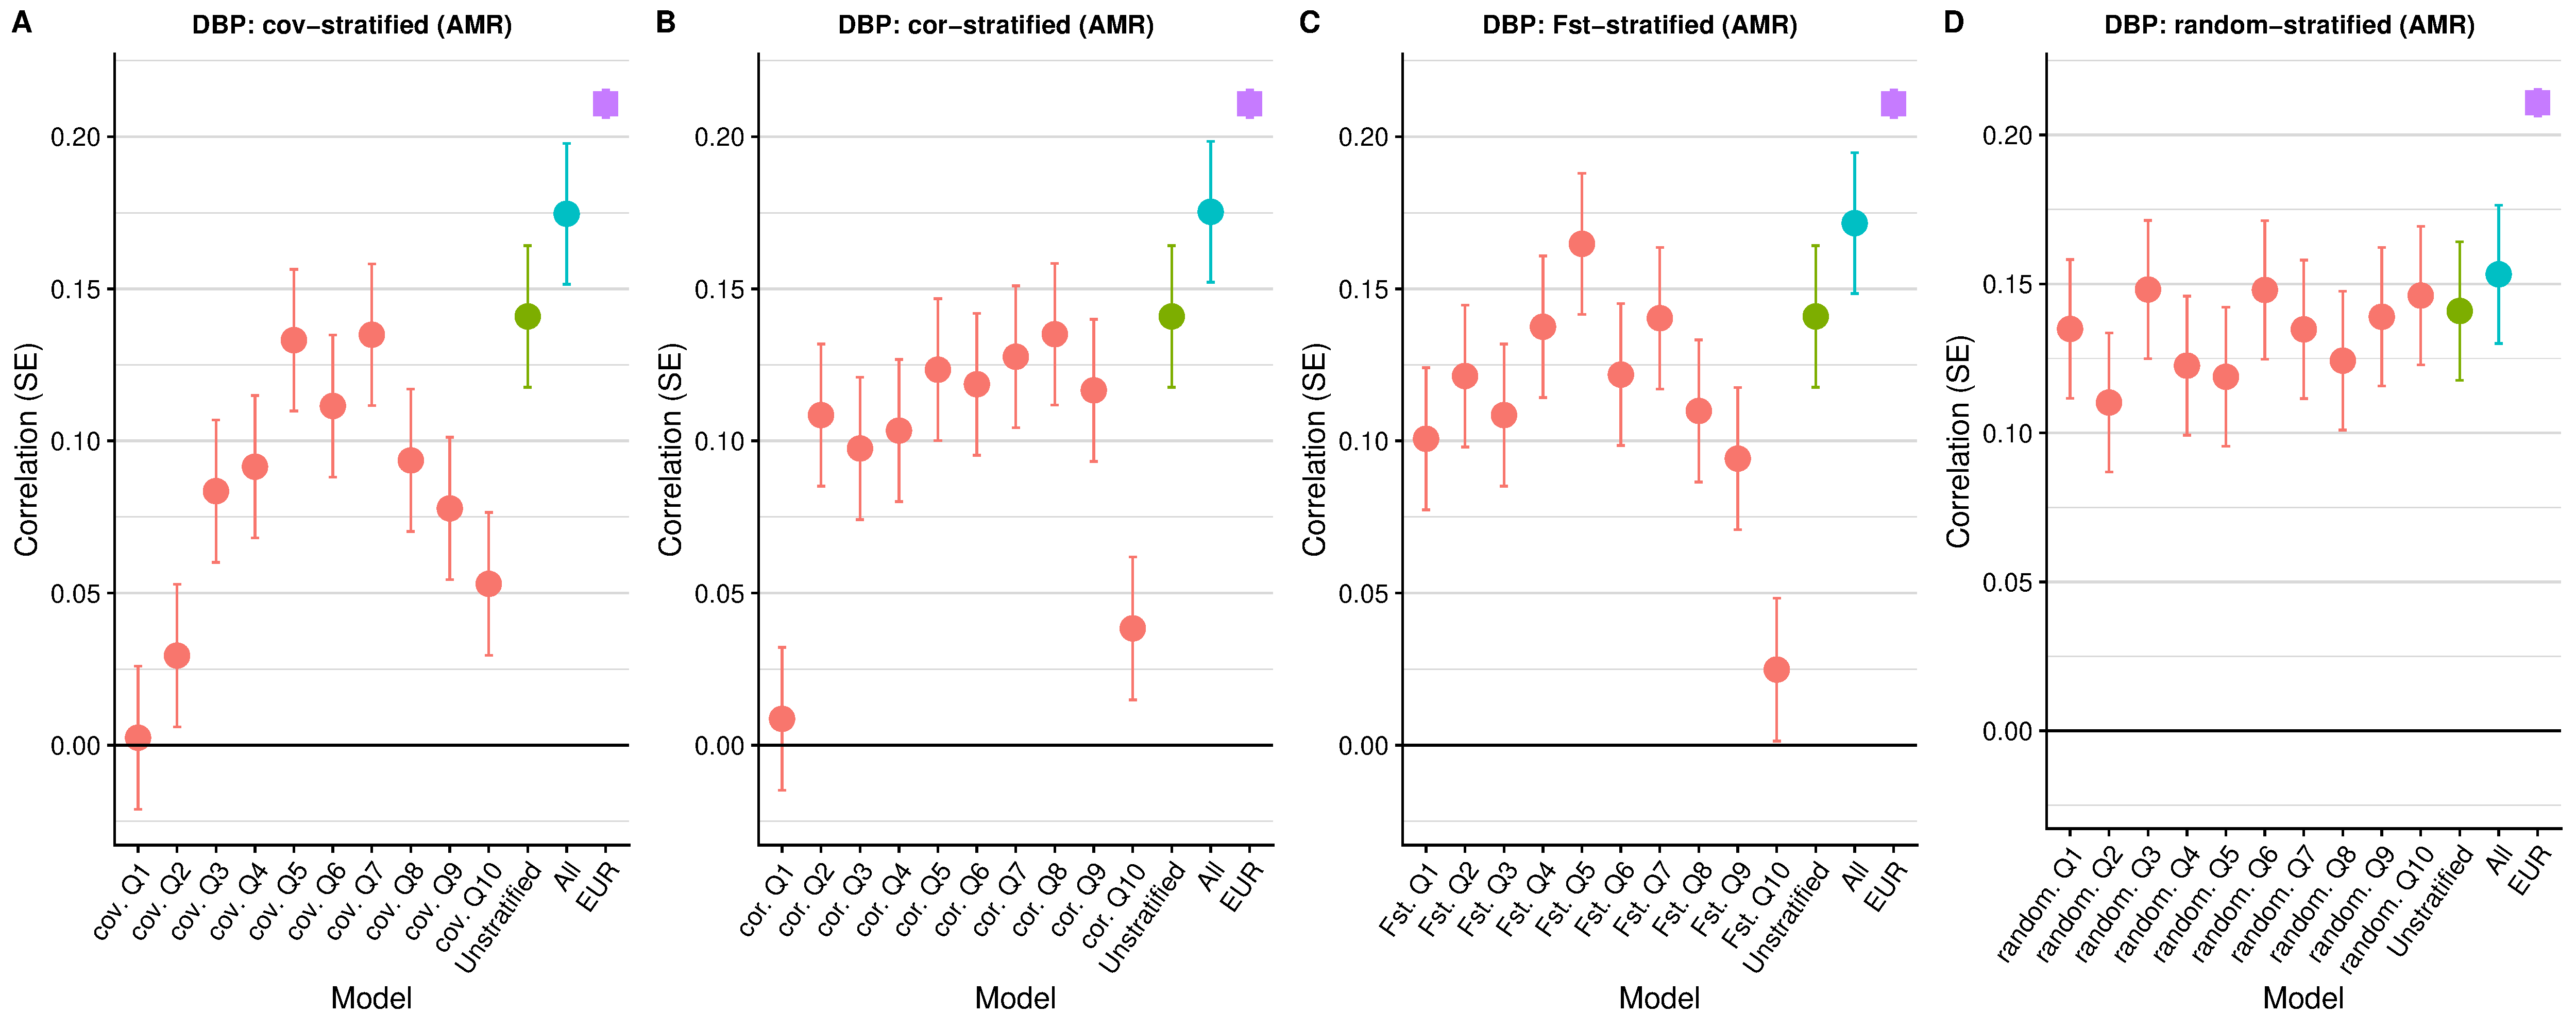 A
DBP: cov−stratified (AMR)
Correlation (SE)
0.20
0.15
0.10
0.05
0.00
cov. Q1
cov. Q2
cov. Q3
cov. Q4
cov. Q5
cov. Q6
cov. Q7
cov. Q8
cov. Q9
cov. Q10
Unstratified
All
EUR
Model
B
DBP: cor−stratified (AMR)
Correlation (SE)
0.20
0.15
0.10
0.05
0.00
cor. Q1
cor. Q2
cor. Q3
cor. Q4
cor. Q5
cor. Q6
cor. Q7
cor. Q8
cor. Q9
cor. Q10
Unstratified
All
EUR
Model
C
DBP: Fst−stratified (AMR)
Correlation (SE)
0.20
0.15
0.10
0.05
0.00
Fst. Q1
Fst. Q2
Fst. Q3
Fst. Q4
Fst. Q5
Fst. Q6
Fst. Q7
Fst. Q8
Fst. Q9
Fst. Q10
Unstratified
All
EUR
Model
D
DBP: random−stratified (AMR)
Correlation (SE)
0.20
0.15
0.10
0.05
0.00
random. Q1
random. Q2
random. Q3
random. Q4
random. Q5
random. Q6
random. Q7
random. Q8
random. Q9
random. Q10
Unstratified
All
EUR
Model